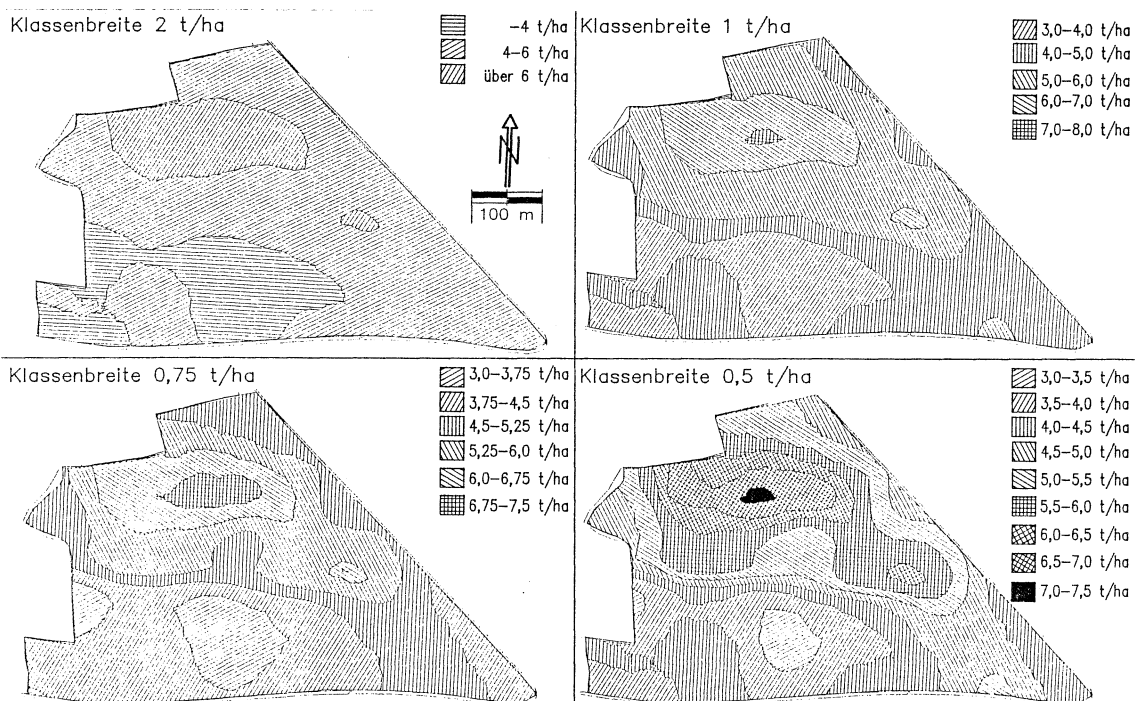 Klassenbreite 2 t/ha
-4 t/ha
4-6 t/ha
über 6 t/ha
N
100 m
Klassenbreite 1 t/ha
3,0-4,0 t/ha
4,0-5,0 t/ha
5,0-6,0 t/ha
6,0-7,0 t/ha
7,0-8,0 t/ha
Klassenbreite 0,75 t/ha
3,0-3,75 t/ha
3,75-4,5 t/ha
4,5-5,25 t/ha
5,25-6,0 t/ha
6,0-6,75 t/ha
6,75-7,5 t/ha
Klassenbreite 0,5 t/ha
3,0-3,5 t/ha
3,5-4,0 t/ha
4,0-4,5 t/ha
4,5-5,0 t/ha
5,0-5,5 t/ha
5,5-6,0 t/ha
6,0-6,5 t/ha
6,5-7,0 t/ha
7,0-7,5 t/ha